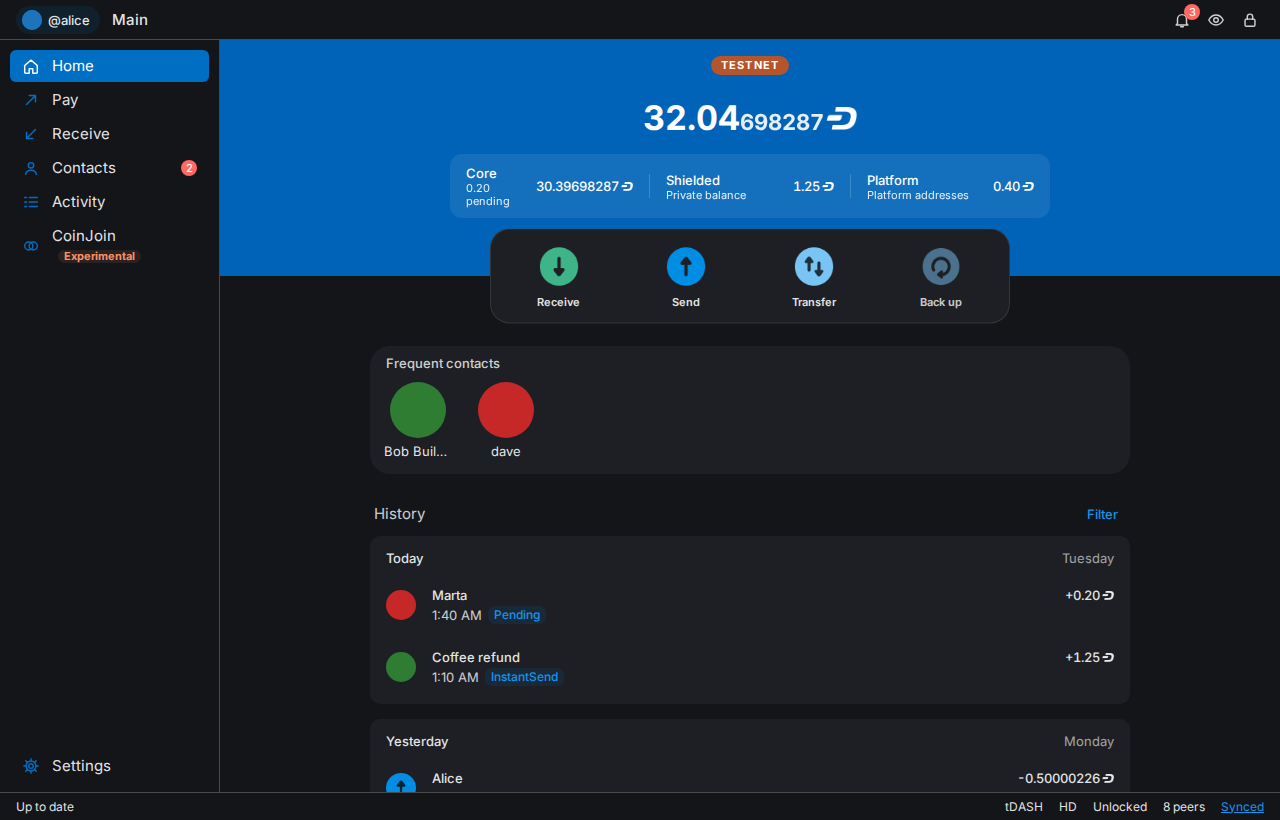 @alice Main 3
Home
Pay
Receive
Contacts 2
Activity
CoinJoin
Experimental
Settings
TESTNET
32.04698287
Core
0.20
pending
30.39698287
Shielded
Private balance
1.25
Platform
Platform addresses
0.40
Receive
Send
Transfer
Back up
Frequent contacts
Bob Buil...
dave
History Filter
Today Tuesday
Marta +0.20
1:40 AM Pending
Coffee refund +1.25
1:10 AM InstantSend
Yesterday Monday
Alice -0.50000226
Up to date tDASH HD Unlocked 8 peers Synced